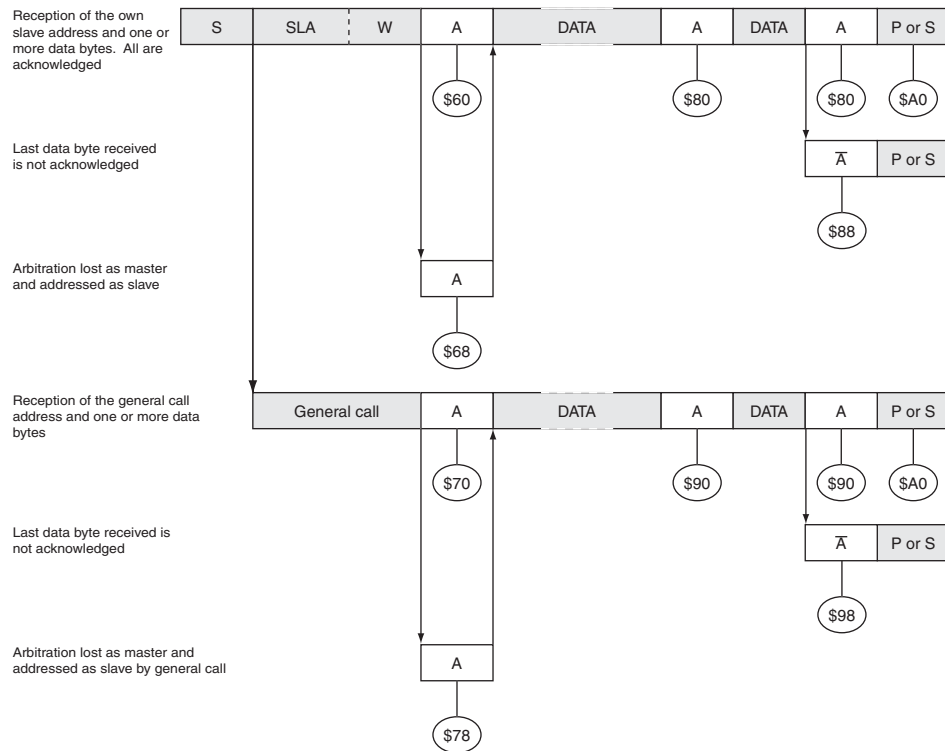 Reception of the own
slave address and one or
more data bytes. All are
acknowledged
S SLA W A DATA A DATA A P or S
$60 $80 $80 $A0
Last data byte received
is not acknowledged
A̅ P or S
$88
Arbitration lost as master
and addressed as slave
A
$68
Reception of the general call
address and one or more data
bytes
General call A DATA A DATA A P or S
$70 $90 $90 $A0
Last data byte received is
not acknowledged
A̅ P or S
$98
Arbitration lost as master and
addressed as slave by general call
A
$78